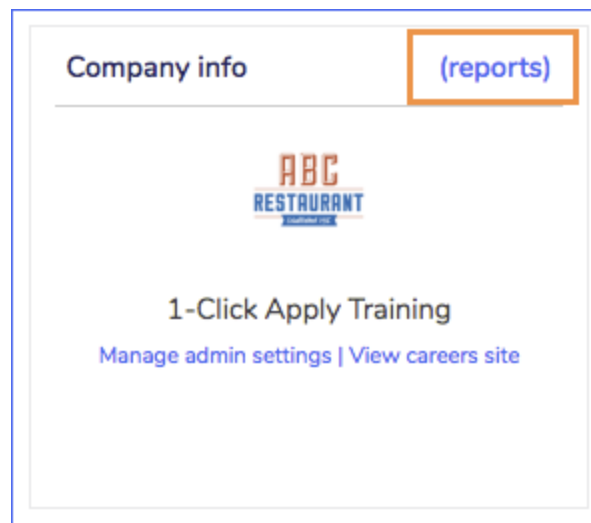 Company info (reports)
ABC
RESTAURANT
1-Click Apply Training
Manage admin settings | View careers site